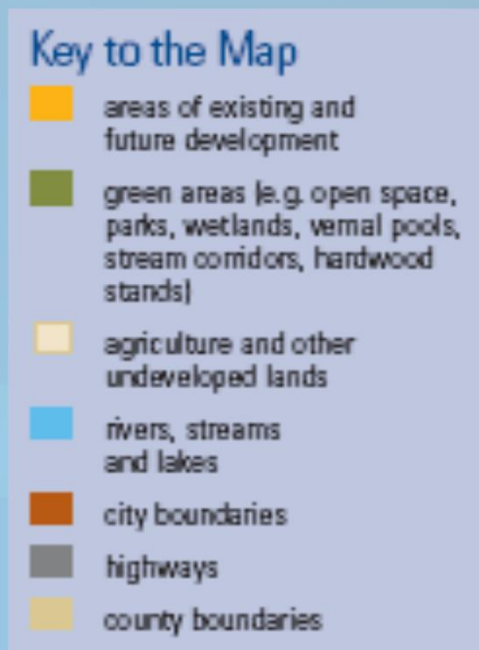 Key to the Map
areas of existing and
future development
green areas (e.g. open space,
parks, wetlands, vernal pools,
stream corridors, hardwood
stands)
agriculture and other
undeveloped lands
rivers, streams
and lakes
city boundaries
highways
county boundaries